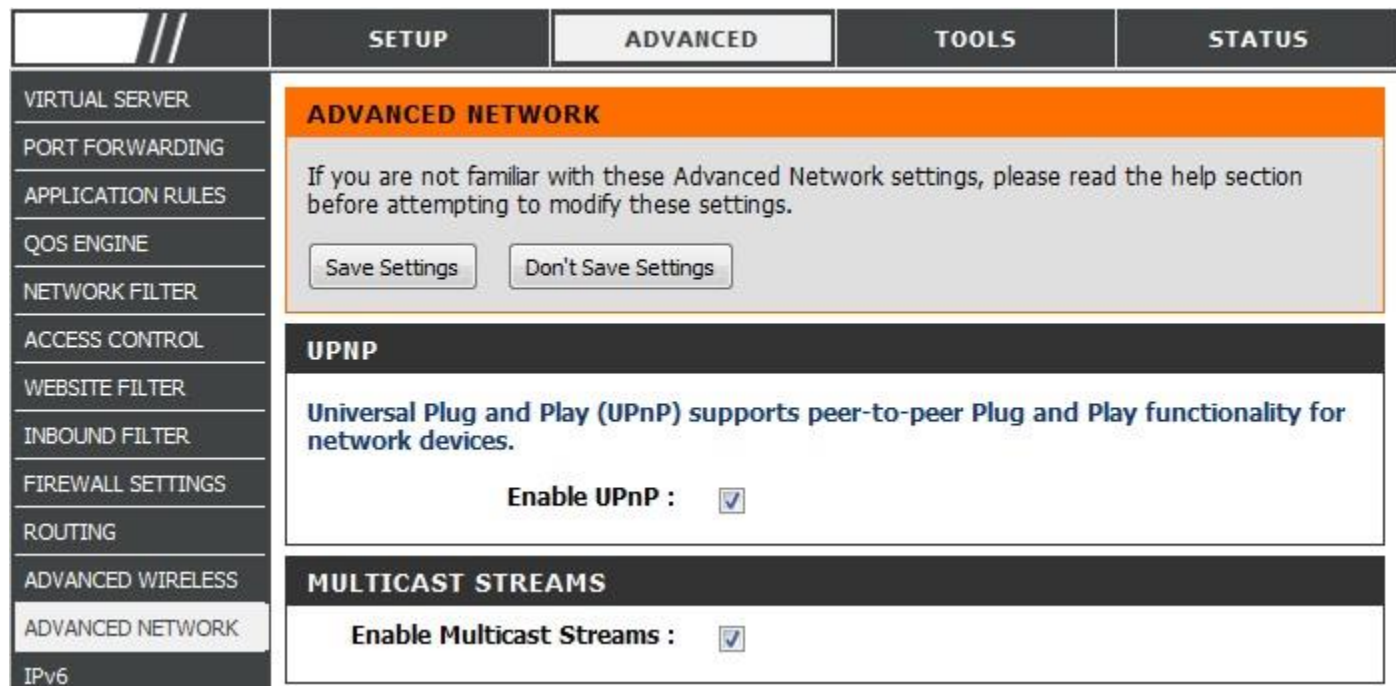 SETUP
ADVANCED
TOOLS
STATUS
VIRTUAL SERVER
PORT FORWARDING
APPLICATION RULES
QOS ENGINE
NETWORK FILTER
ACCESS CONTROL
WEBSITE FILTER
INBOUND FILTER
FIREWALL SETTINGS
ROUTING
ADVANCED WIRELESS
ADVANCED NETWORK
IPv6
ADVANCED NETWORK
If you are not familiar with these Advanced Network settings, please read the help section
before attempting to modify these settings.
Save Settings
Don't Save Settings
UPNP
Universal Plug and Play (UPnP) supports peer-to-peer Plug and Play functionality for
network devices.
Enable UPnP :
MULTICAST STREAMS
Enable Multicast Streams :